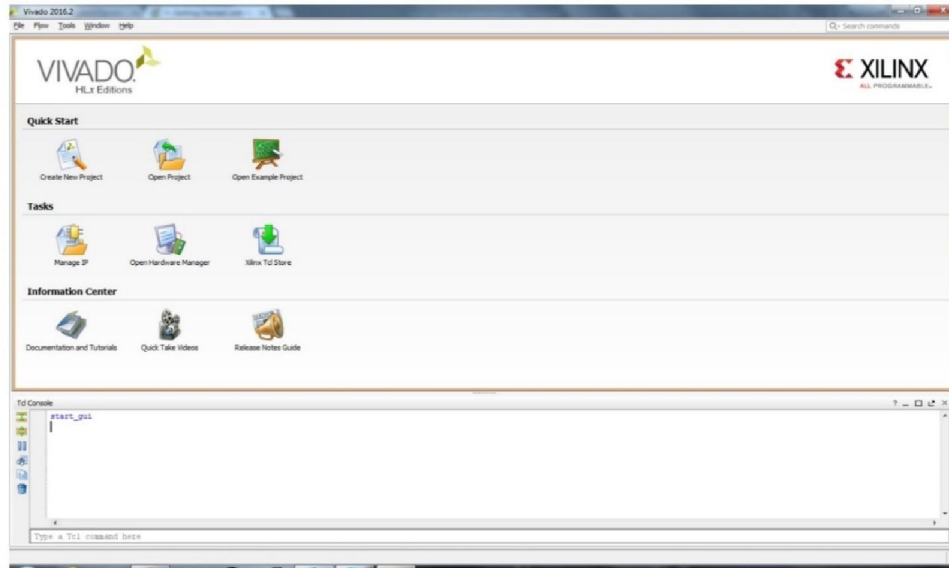 Vivado 2016.2
File Flow Tools Window Help
Search commands
VIVADO
HLx Editions
XILINX
ALL PROGRAMMABLE
Quick Start
Create New Project Open Project Open Example Project
Tasks
Manage IP Open Hardware Manager Xilinx Tcl Store
Information Center
Documentation and Tutorials Quick Take Videos Release Notes Guide
Tcl Console
start_gui
Type a Tcl command here